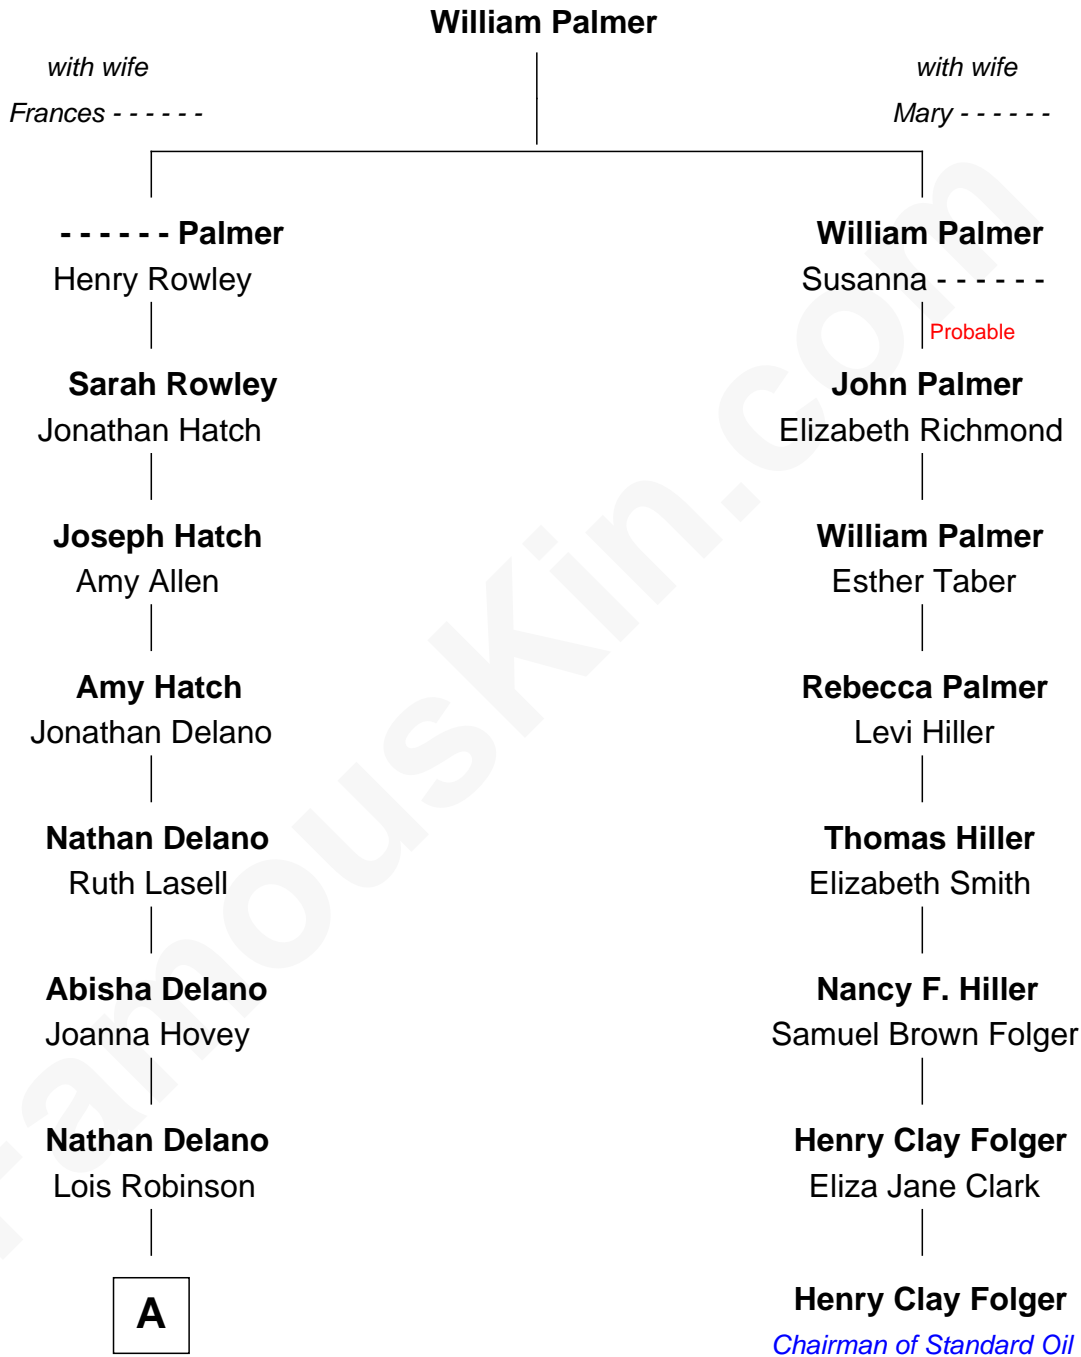 William Palmer
with wife
Frances - - - - - -
with wife
Mary - - - - - -
- - - - - - Palmer
Henry Rowley
William Palmer
Susanna - - - - - -
Probable
Sarah Rowley
Jonathan Hatch
John Palmer
Elizabeth Richmond
Joseph Hatch
Amy Allen
William Palmer
Esther Taber
Amy Hatch
Jonathan Delano
Rebecca Palmer
Levi Hiller
Nathan Delano
Ruth Lasell
Thomas Hiller
Elizabeth Smith
Abisha Delano
Joanna Hovey
Nancy F. Hiller
Samuel Brown Folger
Nathan Delano
Lois Robinson
Henry Clay Folger
Eliza Jane Clark
A
Henry Clay Folger
Chairman of Standard Oil
FamousKin.com